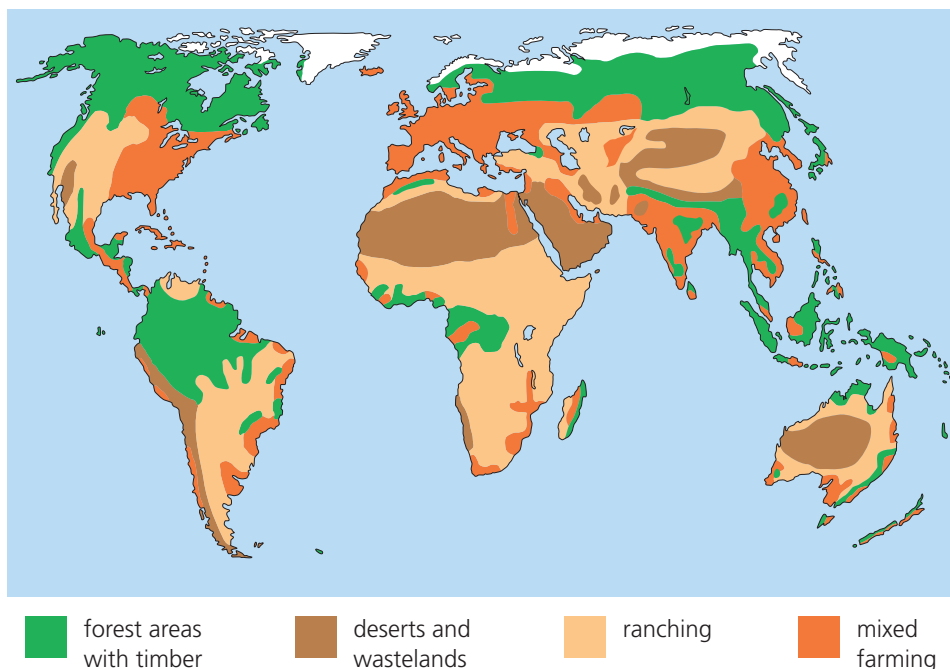 forest areas
with timber
deserts and
wastelands
ranching
mixed
farming